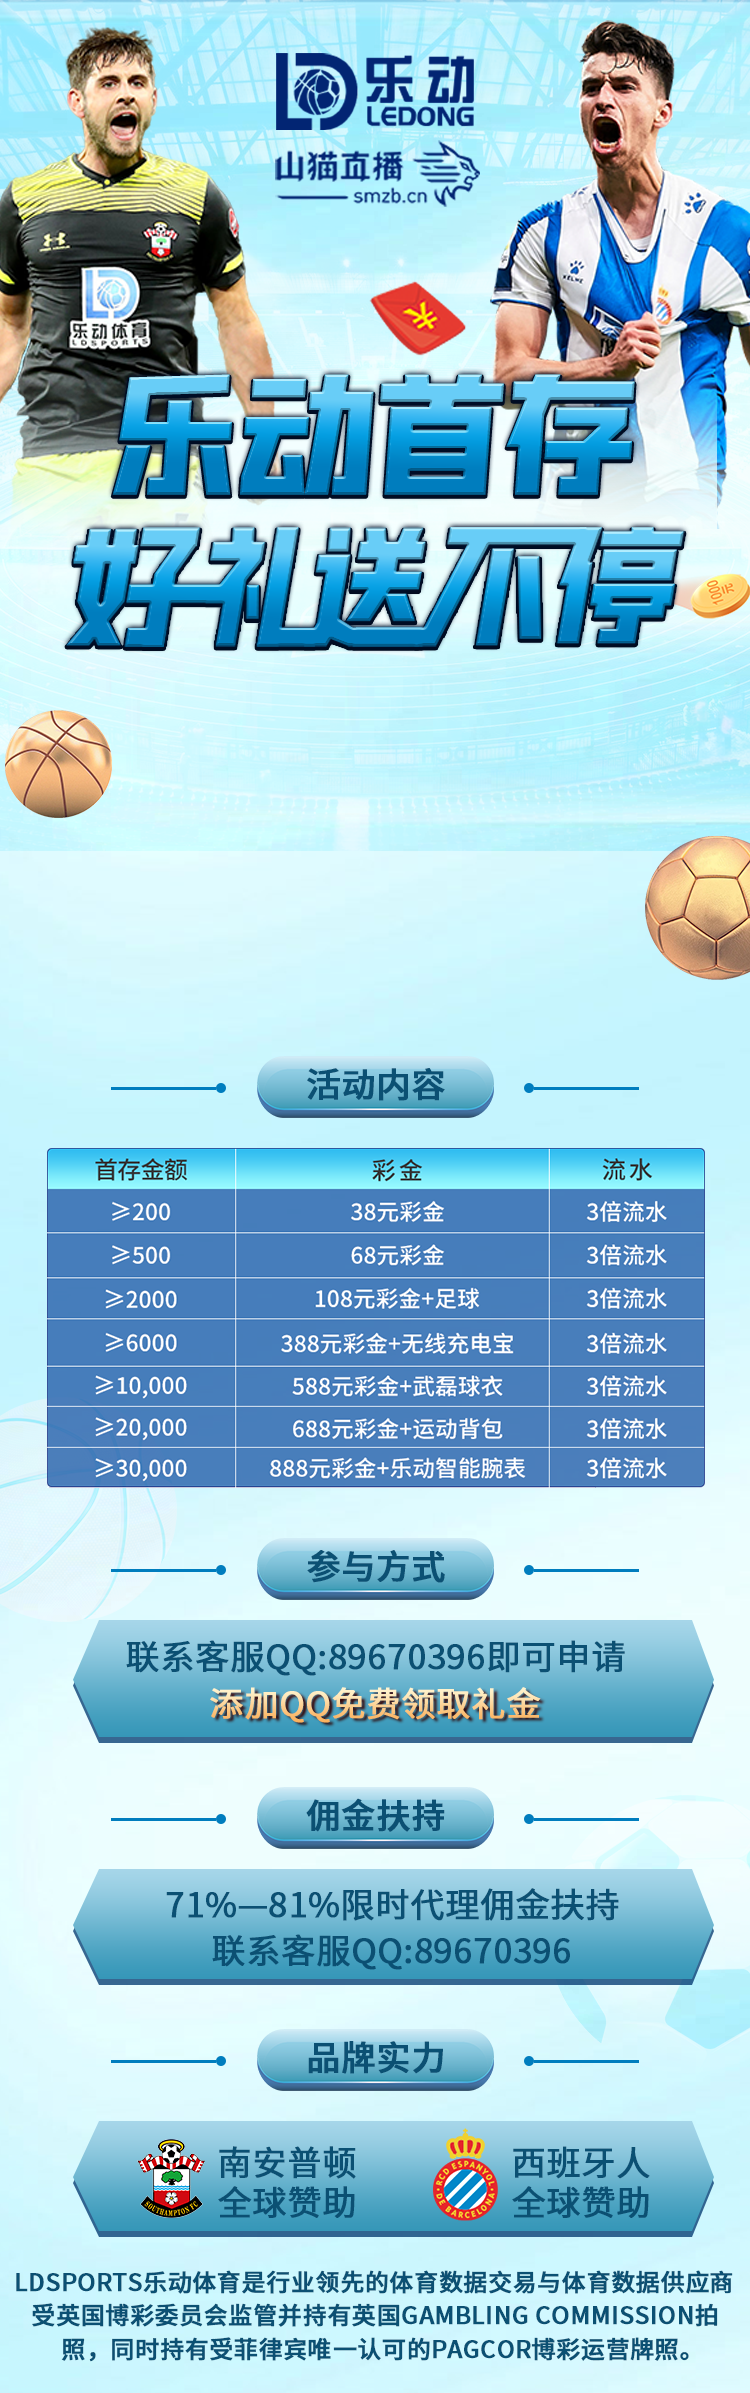 LD 乐动
LEDONG
山猫直播
smzb.cn
KELME
LD
乐动体育
LDSPORTS
¥
乐动首存
好礼送不停
1000元
活动内容
首存金额 彩金 流水
≥200 38元彩金 3倍流水
≥500 68元彩金 3倍流水
≥2000 108元彩金+足球 3倍流水
≥6000 388元彩金+无线充电宝 3倍流水
≥10,000 588元彩金+武磊球衣 3倍流水
≥20,000 688元彩金+运动背包 3倍流水
≥30,000 888元彩金+乐动智能腕表 3倍流水
参与方式
联系客服QQ:89670396即可申请
添加QQ免费领取礼金
佣金扶持
71%—81%限时代理佣金扶持
联系客服QQ:89670396
品牌实力
SOUTHAMPTON FC
南安普顿
全球赞助
RCD ESPANYOL
DE BARCELONA
西班牙人
全球赞助
LDSPORTS乐动体育是行业领先的体育数据交易与体育数据供应商
受英国博彩委员会监管并持有英国GAMBLING COMMISSION拍
照，同时持有受菲律宾唯一认可的PAGCOR博彩运营牌照。